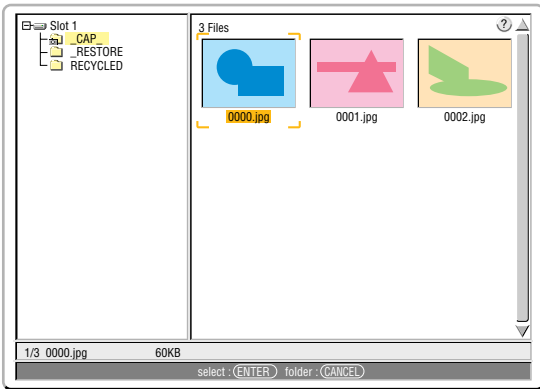 Slot 1
_CAP_
_RESTORE
RECYCLED
3 Files
?
0000.jpg
0001.jpg
0002.jpg
1/3 0000.jpg 60KB
select : ENTER folder : CANCEL